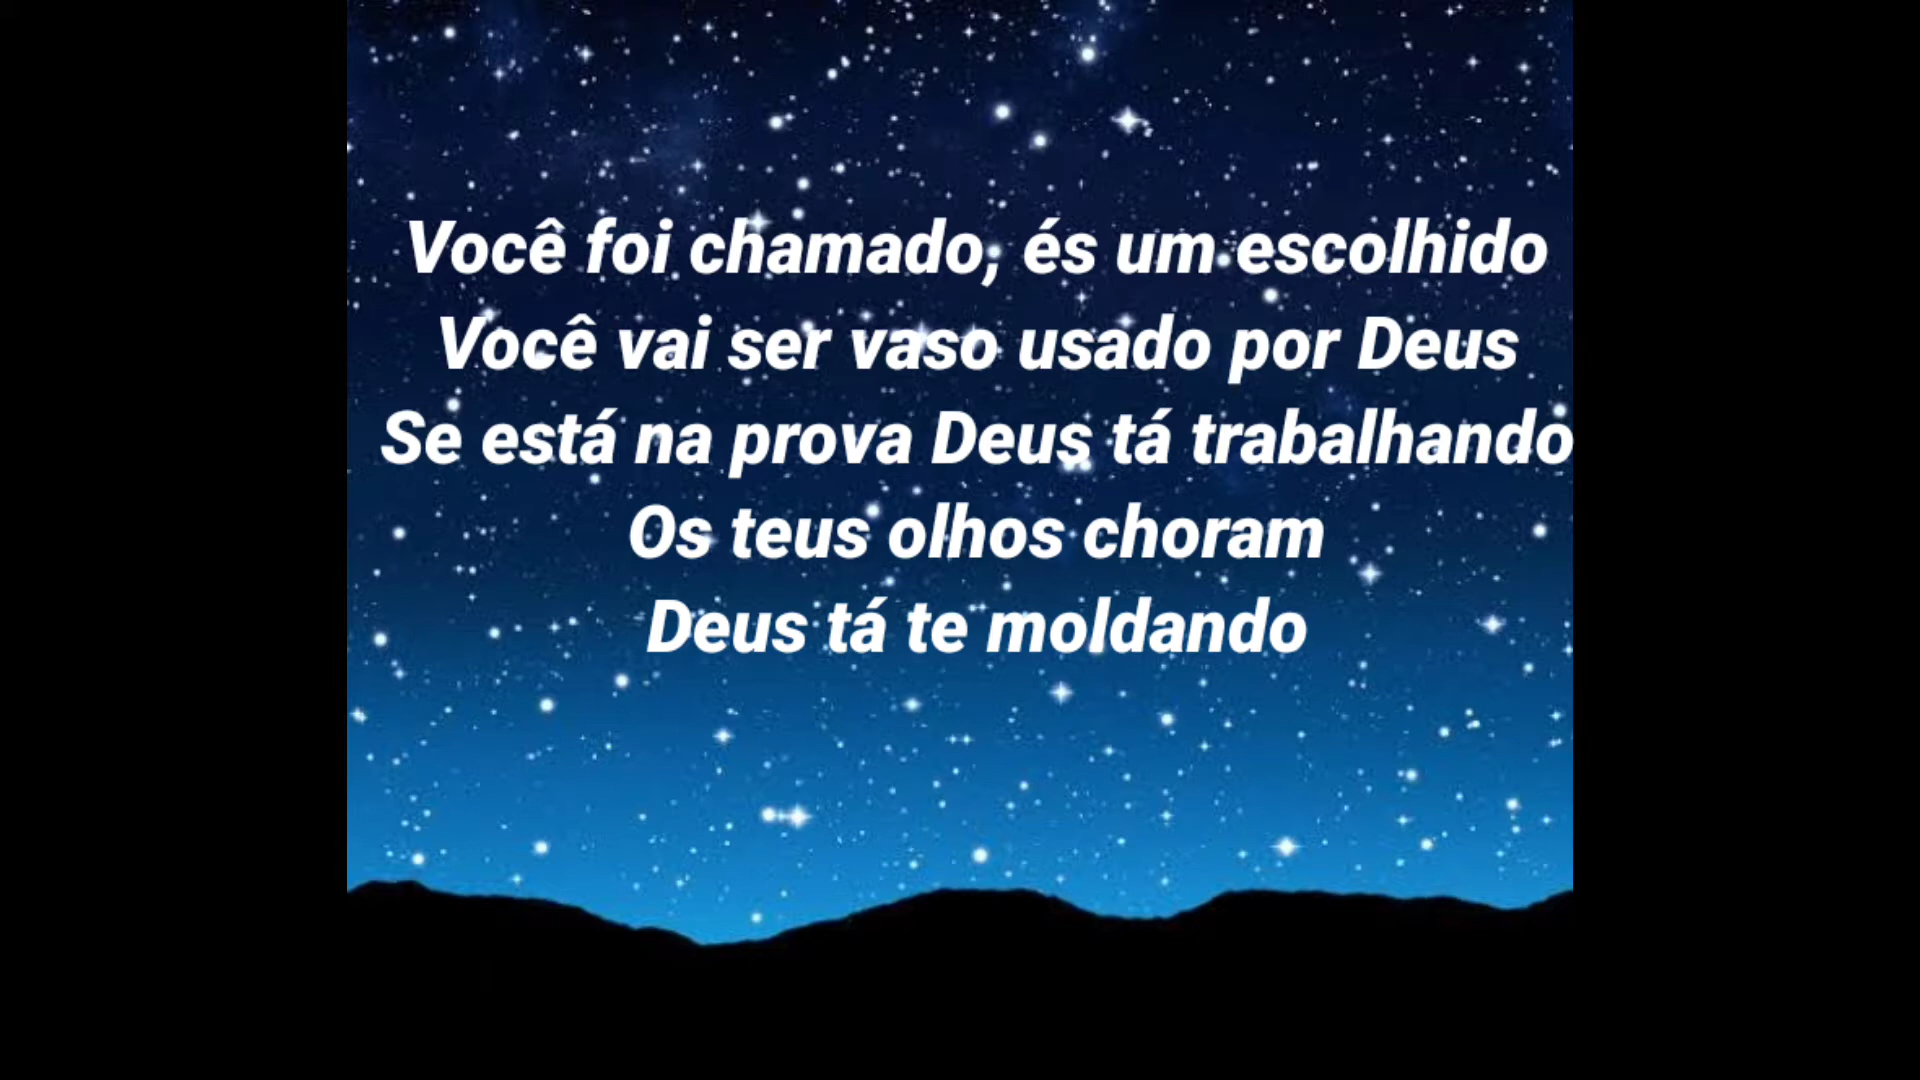 Você foi chamado, és um escolhido
Você vai ser vaso usado por Deus
Se está na prova Deus tá trabalhando
Os teus olhos choram
Deus tá te moldando